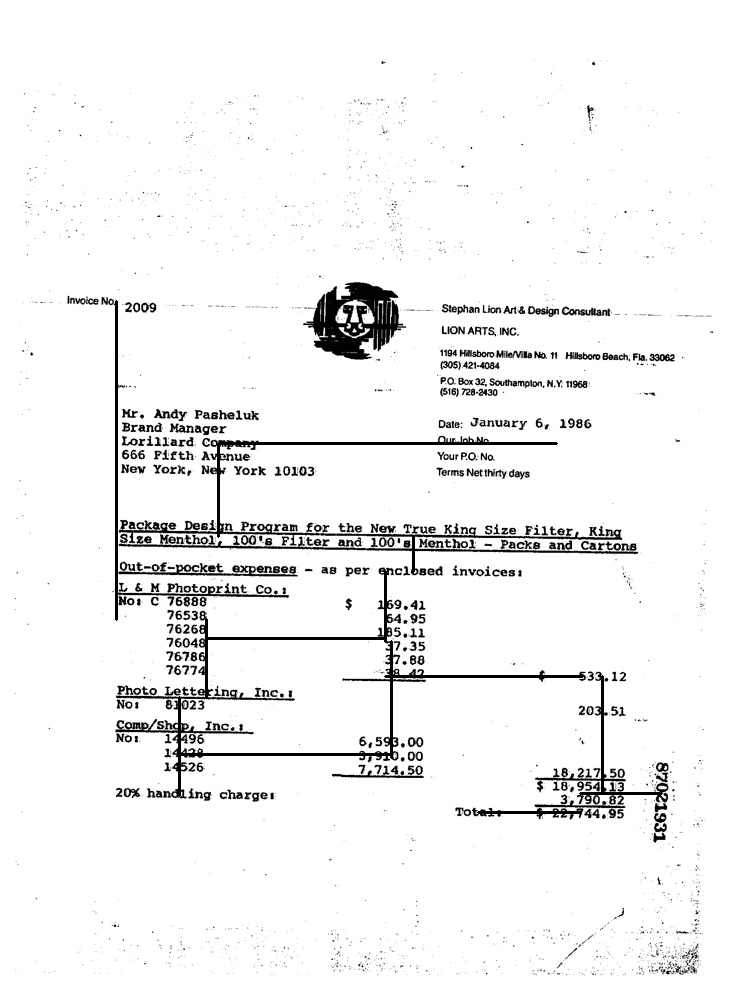 Invoice No. 2009
Stephan Lion Art & Design Consultant
LION ARTS, INC.
1194 Hillsboro Mile/Villa No. 11 Hillsboro Beach, Fla. 33062
(305) 421-4084
P.O. Box 32, Southampton, N.Y. 11968
(516) 728-2430
Mr. Andy Pasheluk
Brand Manager
Lorillard Company
666 Fifth Avenue
New York, New York 10103
Date: January 6, 1986
Our Job No.
Your P.O. No.
Terms Net thirty days
Package Design Program for the New True King Size Filter, King
Size Menthol, 100's Filter and 100's Menthol - Packs and Cartons
Out-of-pocket expenses - as per enclosed invoices:
L & M Photoprint Co.:
No: C 76888 $ 169.41
76538 64.95
76268 185.11
76048 37.35
76786 37.88
76774 38.42 $ 533.12
Photo Lettering, Inc.:
No: 81023 203.51
Comp/Shop, Inc.:
No: 14496 6,593.00
3,910.00
14526 7,714.50 18,217.50
$ 18,954.13
20% handling charge: 3,790.82
Total: $ 22,744.95
87021931